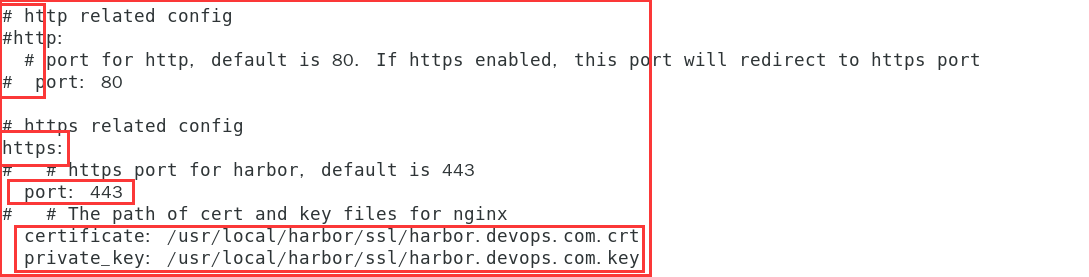 # http related config
#http:
  # port for http, default is 80. If https enabled, this port will redirect to https port
#  port: 80

# https related config
https:
#   # https port for harbor, default is 443
  port: 443
#   # The path of cert and key files for nginx
  certificate: /usr/local/harbor/ssl/harbor.devops.com.crt
  private_key: /usr/local/harbor/ssl/harbor.devops.com.key